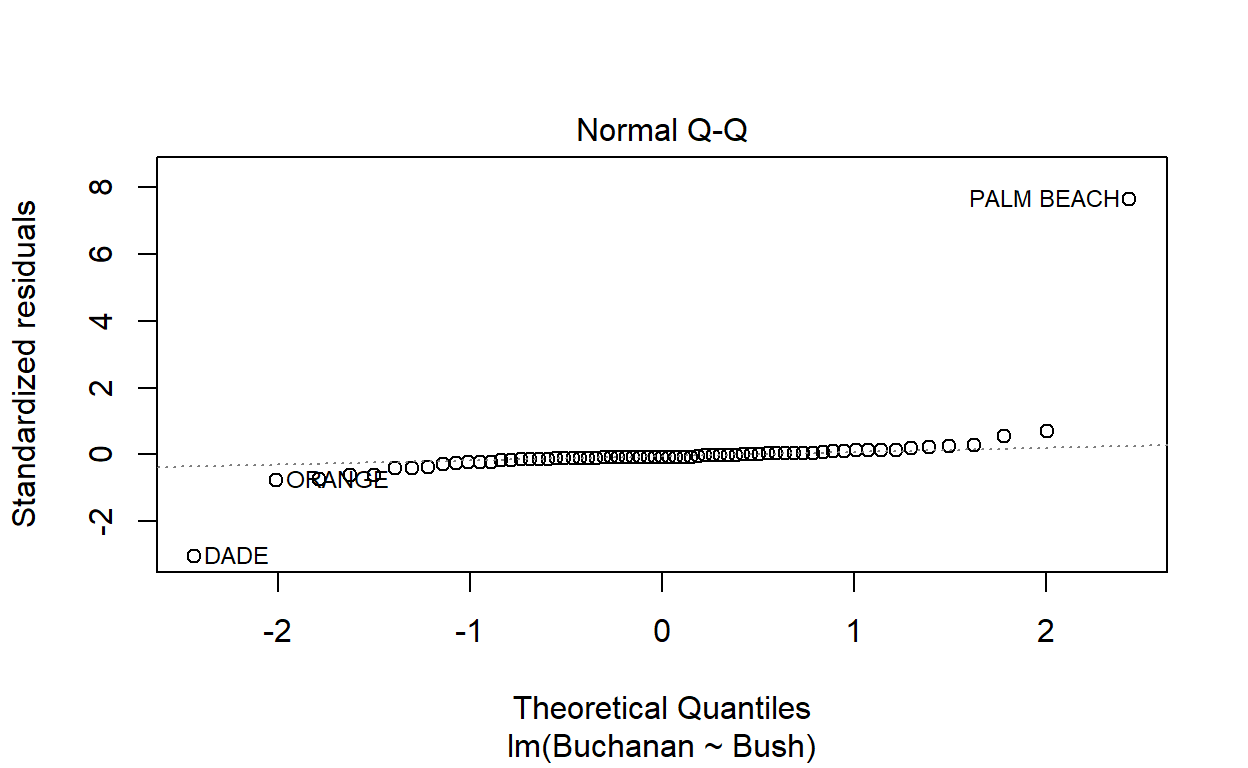 Normal Q-Q
Standardized residuals
8
6
4
2
0
-2
PALM BEACH
ORANGE
DADE
-2 -1 0 1 2
Theoretical Quantiles
lm(Buchanan ~ Bush)